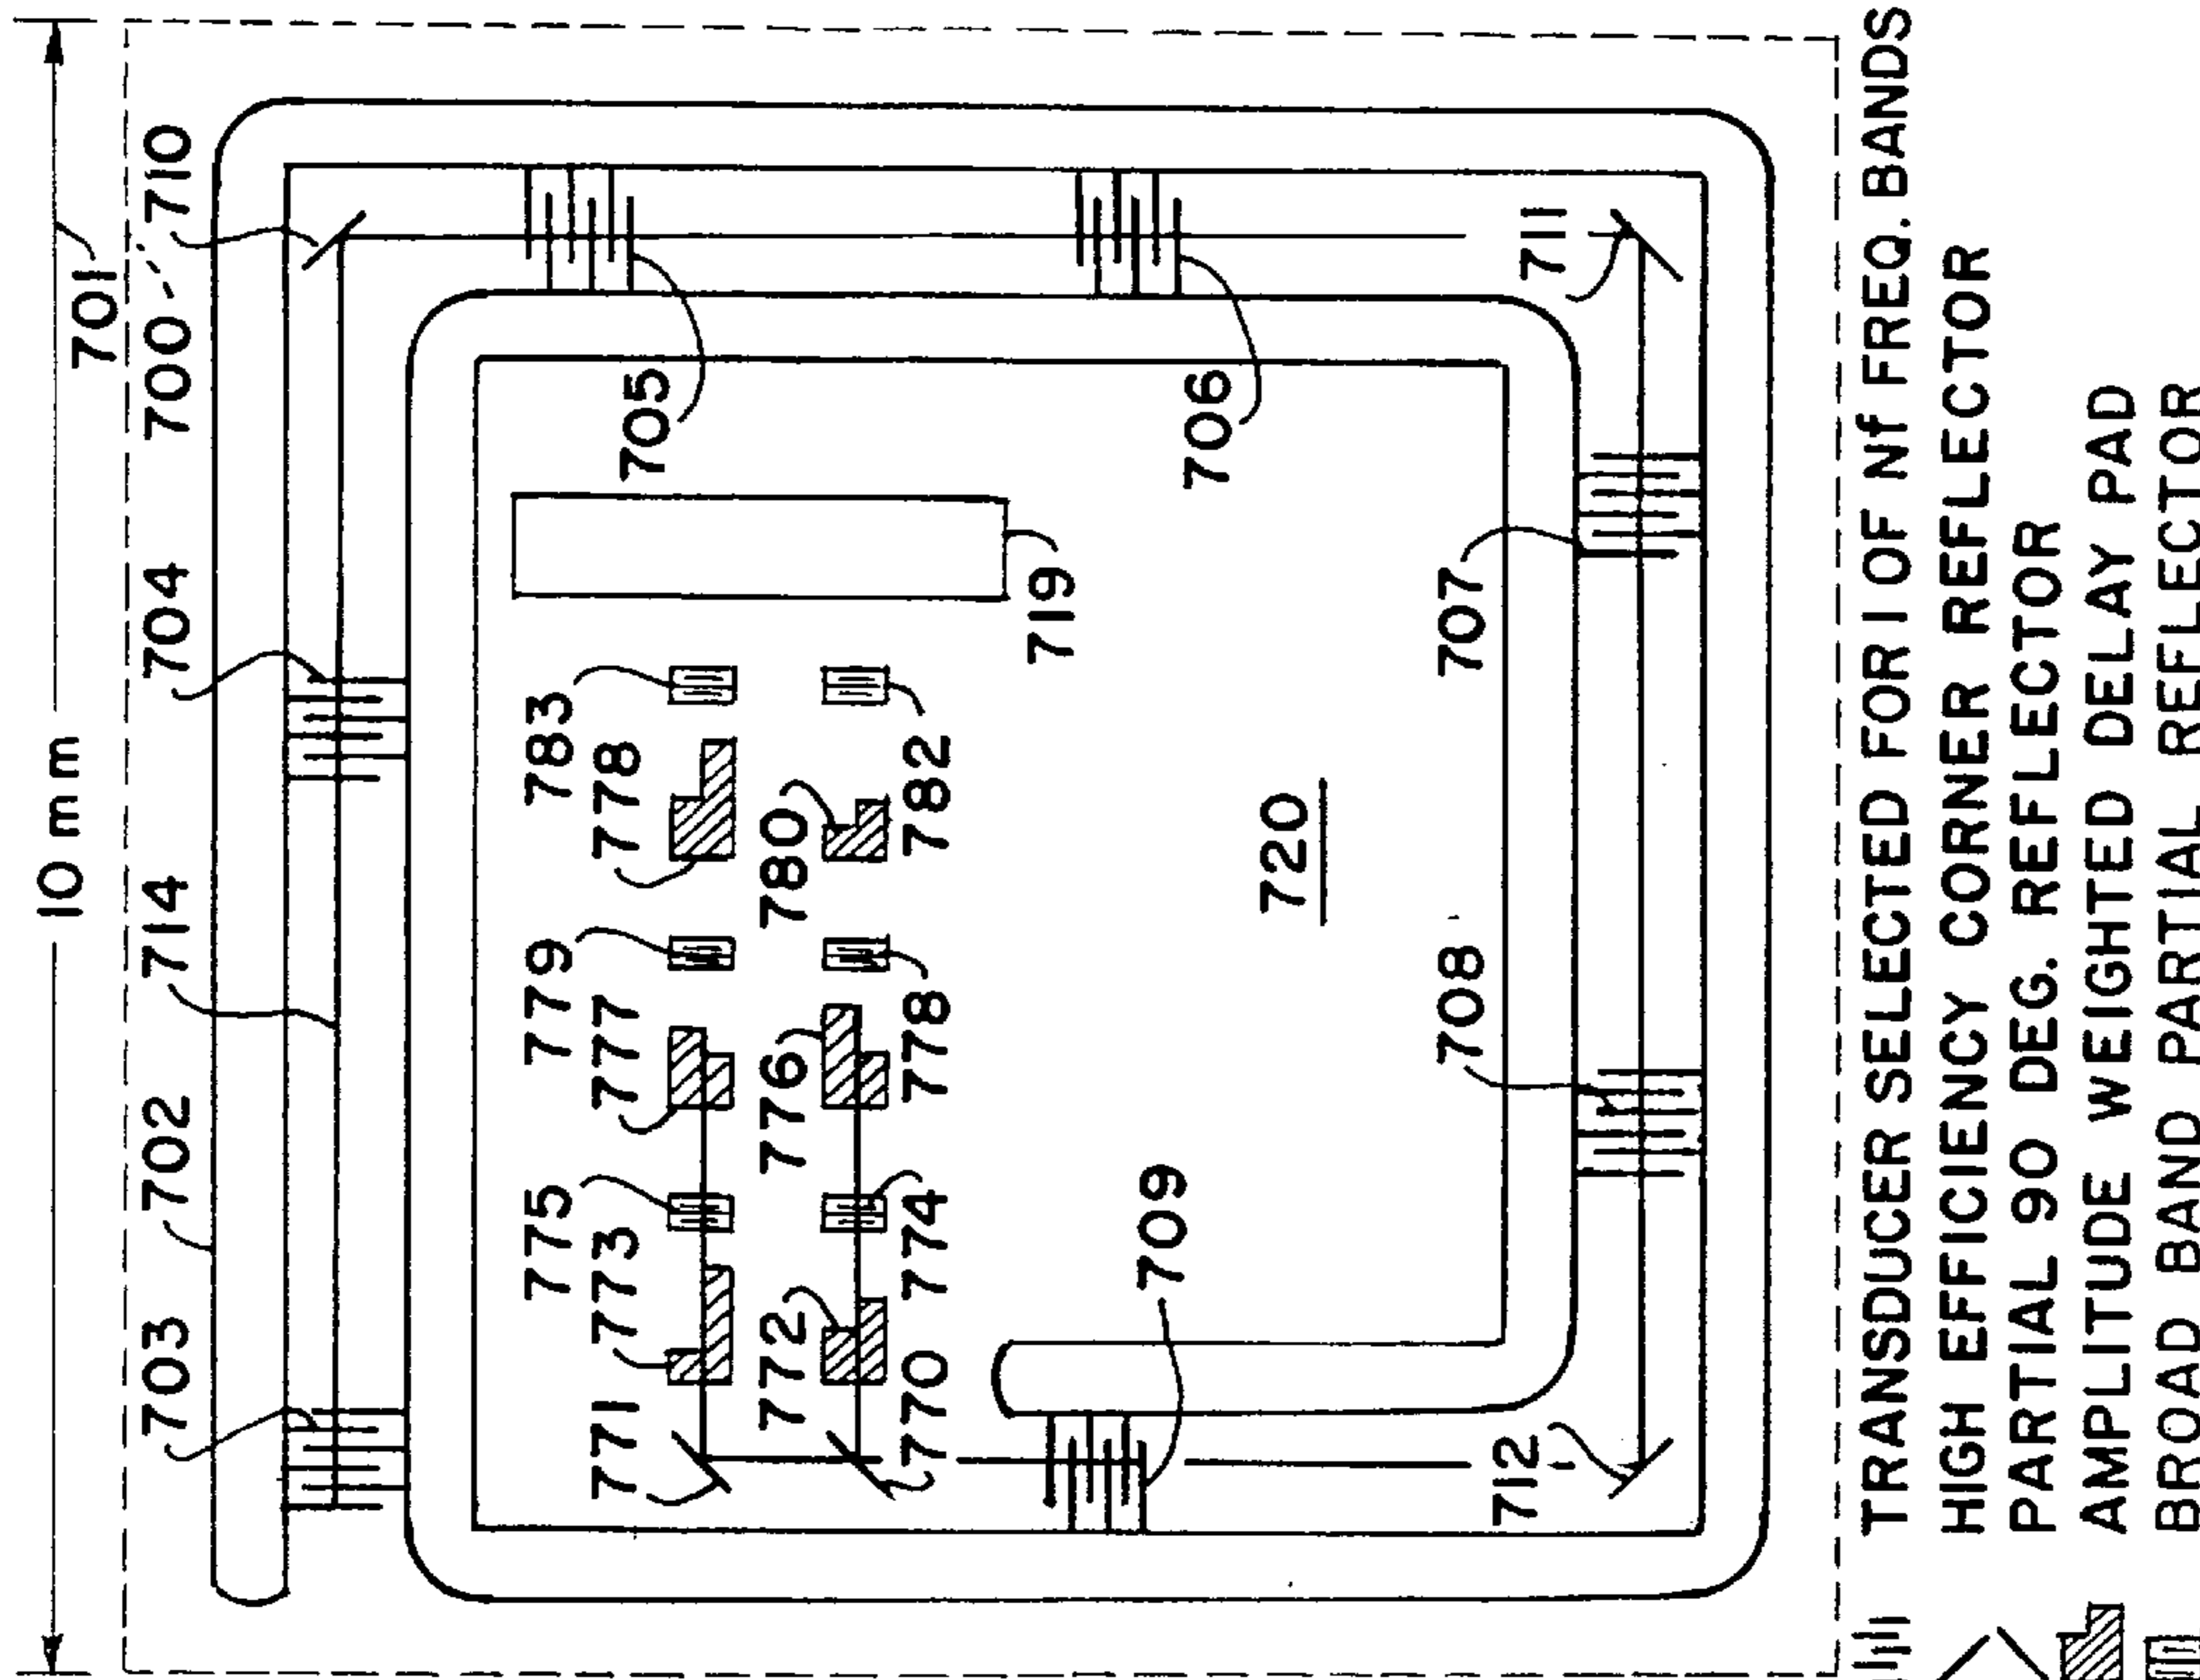 10 mm
701
703 702 714 704 700 710
705
706
719
707
708
709
711
712
720
775 779 783
771 773 777 778
772 776 780
770 774 778 782
TRANSDUCER SELECTED FOR 1 OF Nf FREQ. BANDS
HIGH EFFICIENCY CORNER REFLECTOR
PARTIAL 90 DEG. REFLECTOR
AMPLITUDE WEIGHTED DELAY PAD
BROAD BAND PARTIAL REFLECTOR